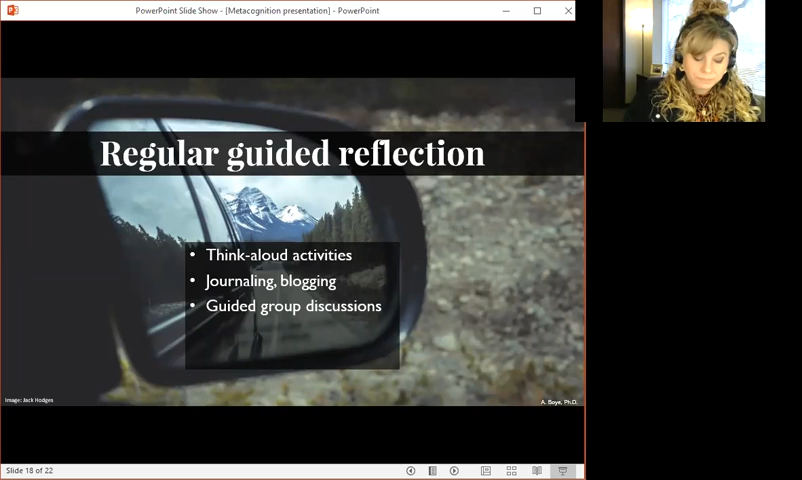 PowerPoint Slide Show - [Metacognition presentation] - PowerPoint
Regular guided reflection
• Think-aloud activities
• Journaling, blogging
• Guided group discussions
Image: Jack Hodges
A. Soye, Ph.D.
Slide 18 of 22